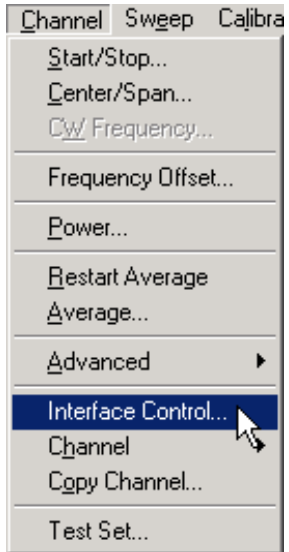 Channel Sweep Calibra
Start/Stop...
Center/Span...
CW Frequency...
Frequency Offset...
Power...
Restart Average
Average...
Advanced
Interface Control...
Channel
Copy Channel...
Test Set...